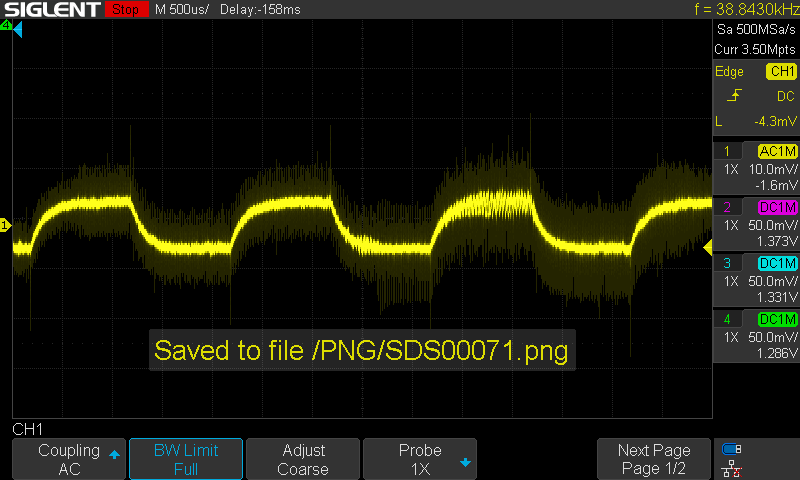 SIGLENT Stop M 500us/ Delay:-158ms f = 38.8430kHz
4
Sa 500MSa/s
Curr 3.50Mpts
Edge CH1
DC
L -4.3mV
1 AC1M
1X 10.0mV/
-1.6mV
2 DC1M
1X 50.0mV/
1.373V
3 DC1M
1X 50.0mV/
1.331V
4 DC1M
1X 50.0mV/
1.286V
1
Saved to file /PNG/SDS00071.png
CH1
Coupling
AC
BW Limit
Full
Adjust
Coarse
Probe
1X
Next Page
Page 1/2